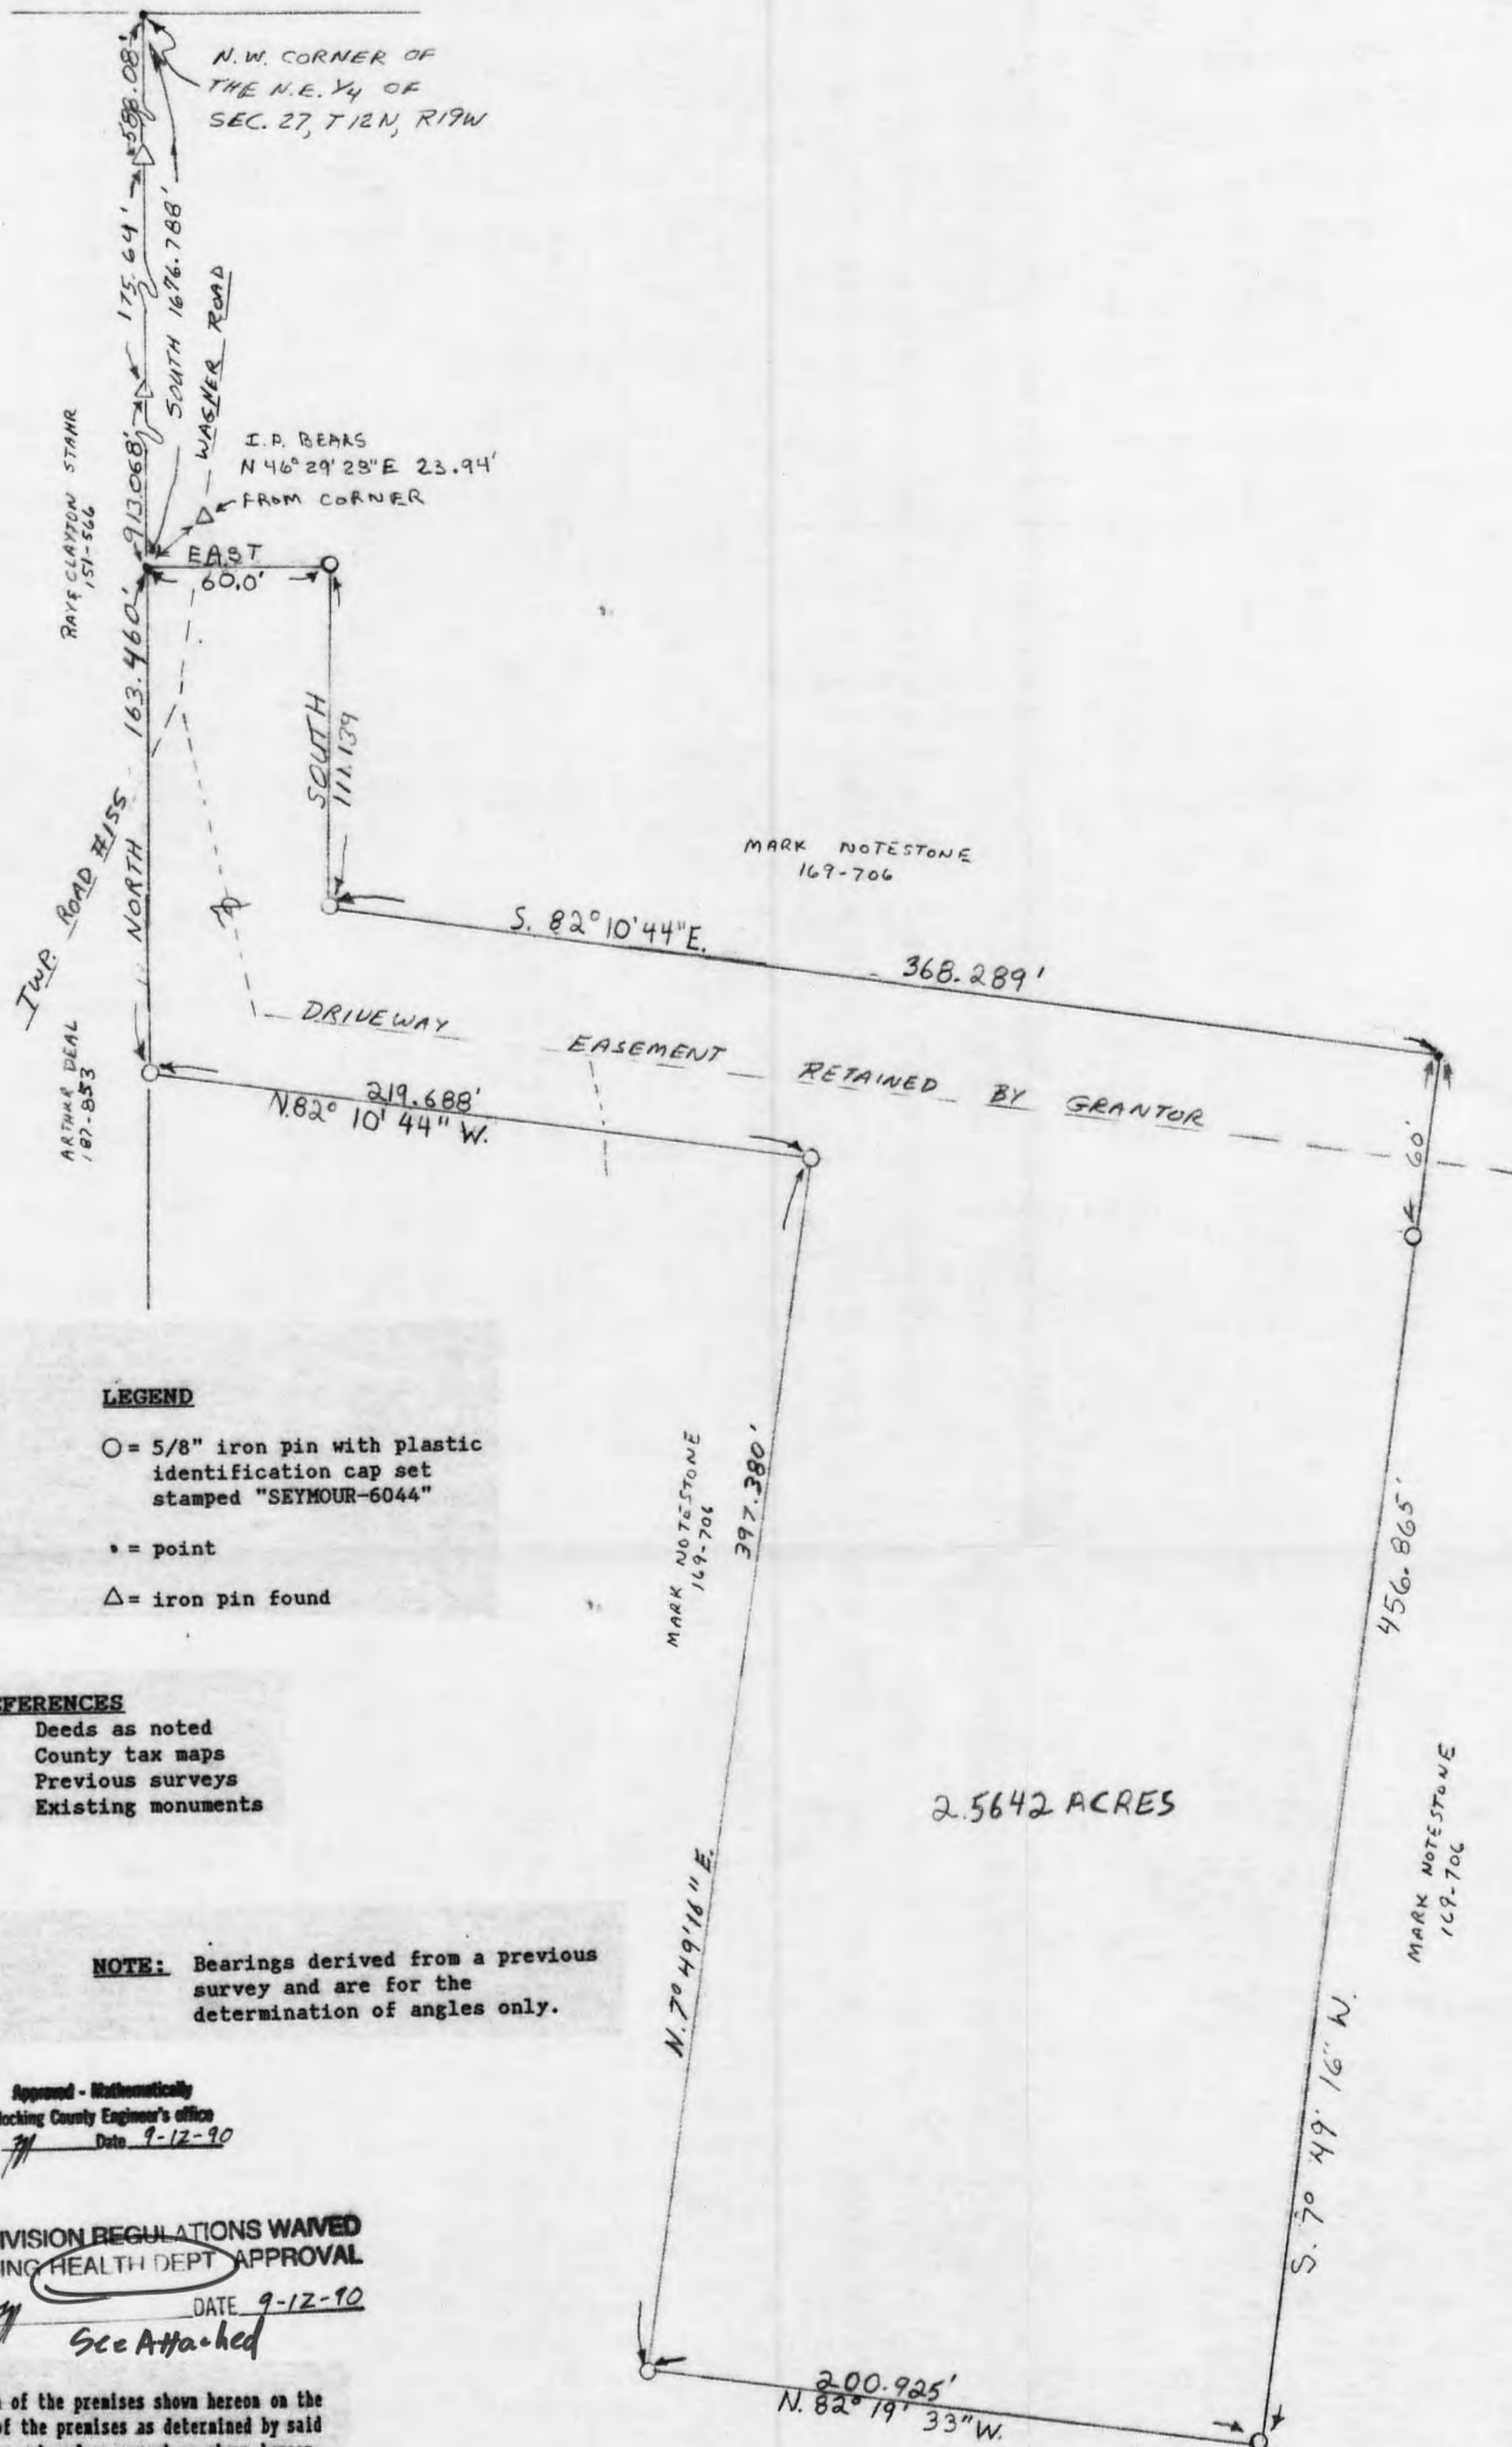 N.W. CORNER OF
THE N.E. 1/4 OF
SEC. 27, T12N, R19W
588.08'
175.64'
SOUTH 1676.788'
WAGNER ROAD
913.068'
RAYE CLAYTON STAHR
151-566
I.P. BEARS
N 46° 29' 28" E 23.94'
FROM CORNER
EAST
60.0'
163.460'
NORTH
SOUTH
111.139
TWP. ROAD #155
MARK NOTESTONE
169-706
S. 82° 10' 44" E.
368.289'
DRIVEWAY EASEMENT RETAINED BY GRANTOR
ARTHUR DEAL
187-853
219.688'
N. 82° 10' 44" W.
60'
LEGEND
O = 5/8" iron pin with plastic
identification cap set
stamped "SEYMOUR-6044"
• = point
△ = iron pin found
MARK NOTESTONE
169-706
397.380'
N. 7° 49' 16" E.
456.865'
S. 7° 49' 16" W.
EFERENCES
Deeds as noted
County tax maps
Previous surveys
Existing monuments
2.5642 ACRES
MARK NOTESTONE
169-706
NOTE: Bearings derived from a previous
survey and are for the
determination of angles only.
Approved - Mathematically
Hocking County Engineer's office
Date 9-12-90
IVISION REGULATIONS WAIVED
ING HEALTH DEPT APPROVAL
DATE 9-12-90
See Attached
200.925'
N. 82° 19' 33" W.
of the premises shown hereon on the
of the premises as determined by said